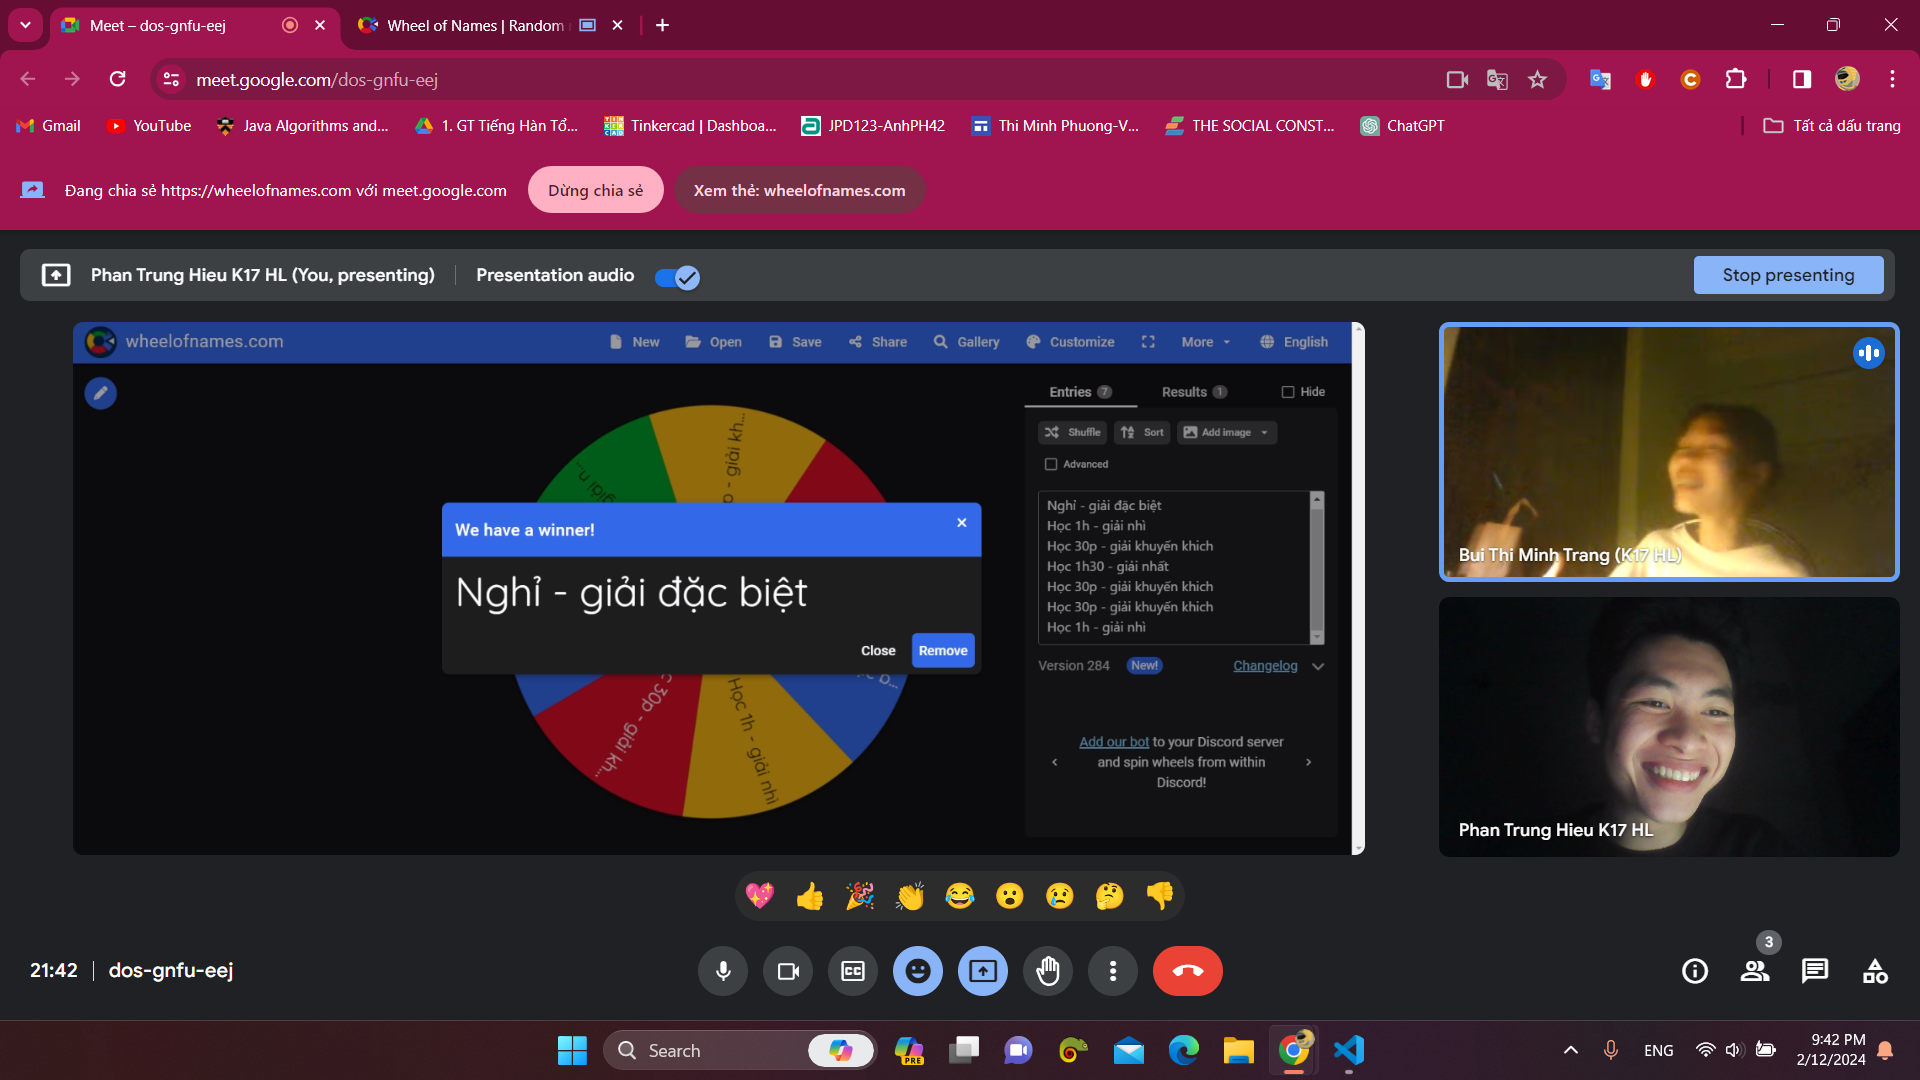 Meet – dos-gnfu-eej
Wheel of Names | Random
meet.google.com/dos-gnfu-eej
Gmail
YouTube
Java Algorithms and...
1. GT Tiếng Hàn Tổ...
Tinkercad | Dashboa...
JPD123-AnhPH42
Thi Minh Phuong-V...
THE SOCIAL CONST...
ChatGPT
Tất cả dấu trang
Đang chia sẻ https://wheelofnames.com với meet.google.com
Dừng chia sẻ
Xem thẻ: wheelofnames.com
Phan Trung Hieu K17 HL (You, presenting)
Presentation audio
Stop presenting
wheelofnames.com
New
Open
Save
Share
Gallery
Customize
More
English
Entries 7
Results 1
Hide
Shuffle
Sort
Add image
Advanced
Nghỉ - giải đặc biệt
Học 1h - giải nhì
Học 30p - giải khuyến khich
Học 1h30 - giải nhất
Học 30p - giải khuyến khich
Học 30p - giải khuyến khich
Học 1h - giải nhì
Version 284
New!
Changelog
Add our bot to your Discord server
and spin wheels from within
Discord!
giải n...
p - giải kh...
We have a winner!
Nghỉ - giải đặc biệt
Close
Remove
c 30p - giải kh...
Học 1h - giải nhì
Bui Thi Minh Trang (K17 HL)
Phan Trung Hieu K17 HL
21:42
dos-gnfu-eej
3
Search
PRE
ENG
9:42 PM
2/12/2024